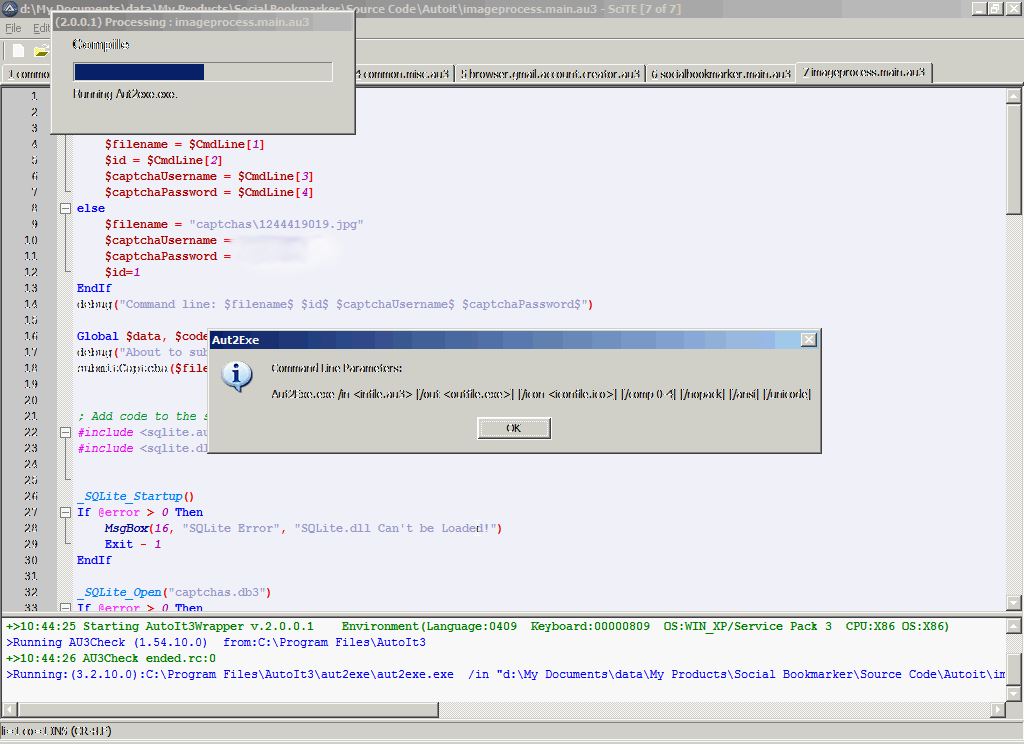 d:\My Documents\data\My Products\Social Bookmarker\Source Code\Autoit\imageprocess.main.au3 - SciTE [7 of 7]
(2.0.0.1) Processing : imageprocess.main.au3
File Edit
Compile
Running Aut2exe.exe.
1 common
4 common.misc.au3
5 browser.gmail.account.creator.au3
6 socialbookmarker.main.au3
7 imageprocess.main.au3
1
2
3
4 $filename = $CmdLine[1]
5 $id = $CmdLine[2]
6 $captchaUsername = $CmdLine[3]
7 $captchaPassword = $CmdLine[4]
8 else
9 $filename = "captchas\1244419019.jpg"
10 $captchaUsername =
11 $captchaPassword =
12 $id=1
13 EndIf
14 debug("Command line: $filename$ $id$ $captchaUsername$ $captchaPassword$")
15
16 Global $data, $code
17 debug("About to sub
18 submitCaptcha($file
19
20
21 ; Add code to the s
22 #include <sqlite.au
23 #include <sqlite.dl
24
25
26 _SQLite_Startup()
27 If @error > 0 Then
28 MsgBox(16, "SQLite Error", "SQLite.dll Can't be Loaded!")
29 Exit - 1
30 EndIf
31
32 _SQLite_Open("captchas.db3")
33 If @error > 0 Then
Aut2Exe
Command Line Parameters:
Aut2Exe.exe /in <infile.au3> [/out <outfile.exe>] [/icon <iconfile.ico>] [/comp 0-4] [/nopack] [/ansi] [/unicode]
OK
+>10:44:25 Starting AutoIt3Wrapper v.2.0.0.1 Environment(Language:0409 Keyboard:00000809 OS:WIN_XP/Service Pack 3 CPU:X86 OS:X86)
>Running AU3Check (1.54.10.0) from:C:\Program Files\AutoIt3
+>10:44:26 AU3Check ended.rc:0
>Running:(3.2.10.0):C:\Program Files\AutoIt3\aut2exe\aut2exe.exe /in "d:\My Documents\data\My Products\Social Bookmarker\Source Code\Autoit\im
INS (CR+LF)